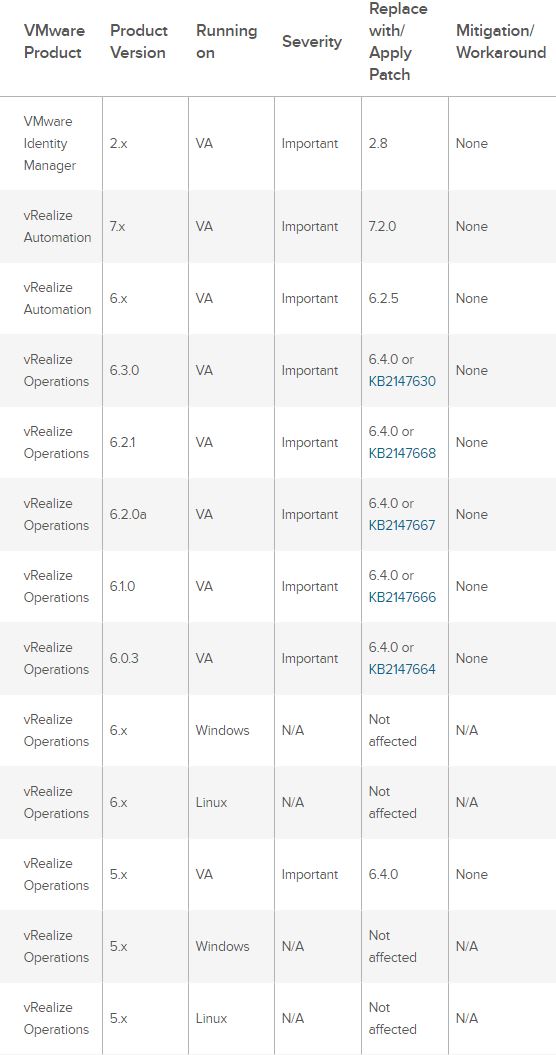 VMware Product | Product Version | Running on | Severity | Replace with/ Apply Patch | Mitigation/ Workaround
VMware Identity Manager | 2.x | VA | Important | 2.8 | None
vRealize Automation | 7.x | VA | Important | 7.2.0 | None
vRealize Automation | 6.x | VA | Important | 6.2.5 | None
vRealize Operations | 6.3.0 | VA | Important | 6.4.0 or KB2147630 | None
vRealize Operations | 6.2.1 | VA | Important | 6.4.0 or KB2147668 | None
vRealize Operations | 6.2.0a | VA | Important | 6.4.0 or KB2147667 | None
vRealize Operations | 6.1.0 | VA | Important | 6.4.0 or KB2147666 | None
vRealize Operations | 6.0.3 | VA | Important | 6.4.0 or KB2147664 | None
vRealize Operations | 6.x | Windows | N/A | Not affected | N/A
vRealize Operations | 6.x | Linux | N/A | Not affected | N/A
vRealize Operations | 5.x | VA | Important | 6.4.0 | None
vRealize Operations | 5.x | Windows | N/A | Not affected | N/A
vRealize Operations | 5.x | Linux | N/A | Not affected | N/A